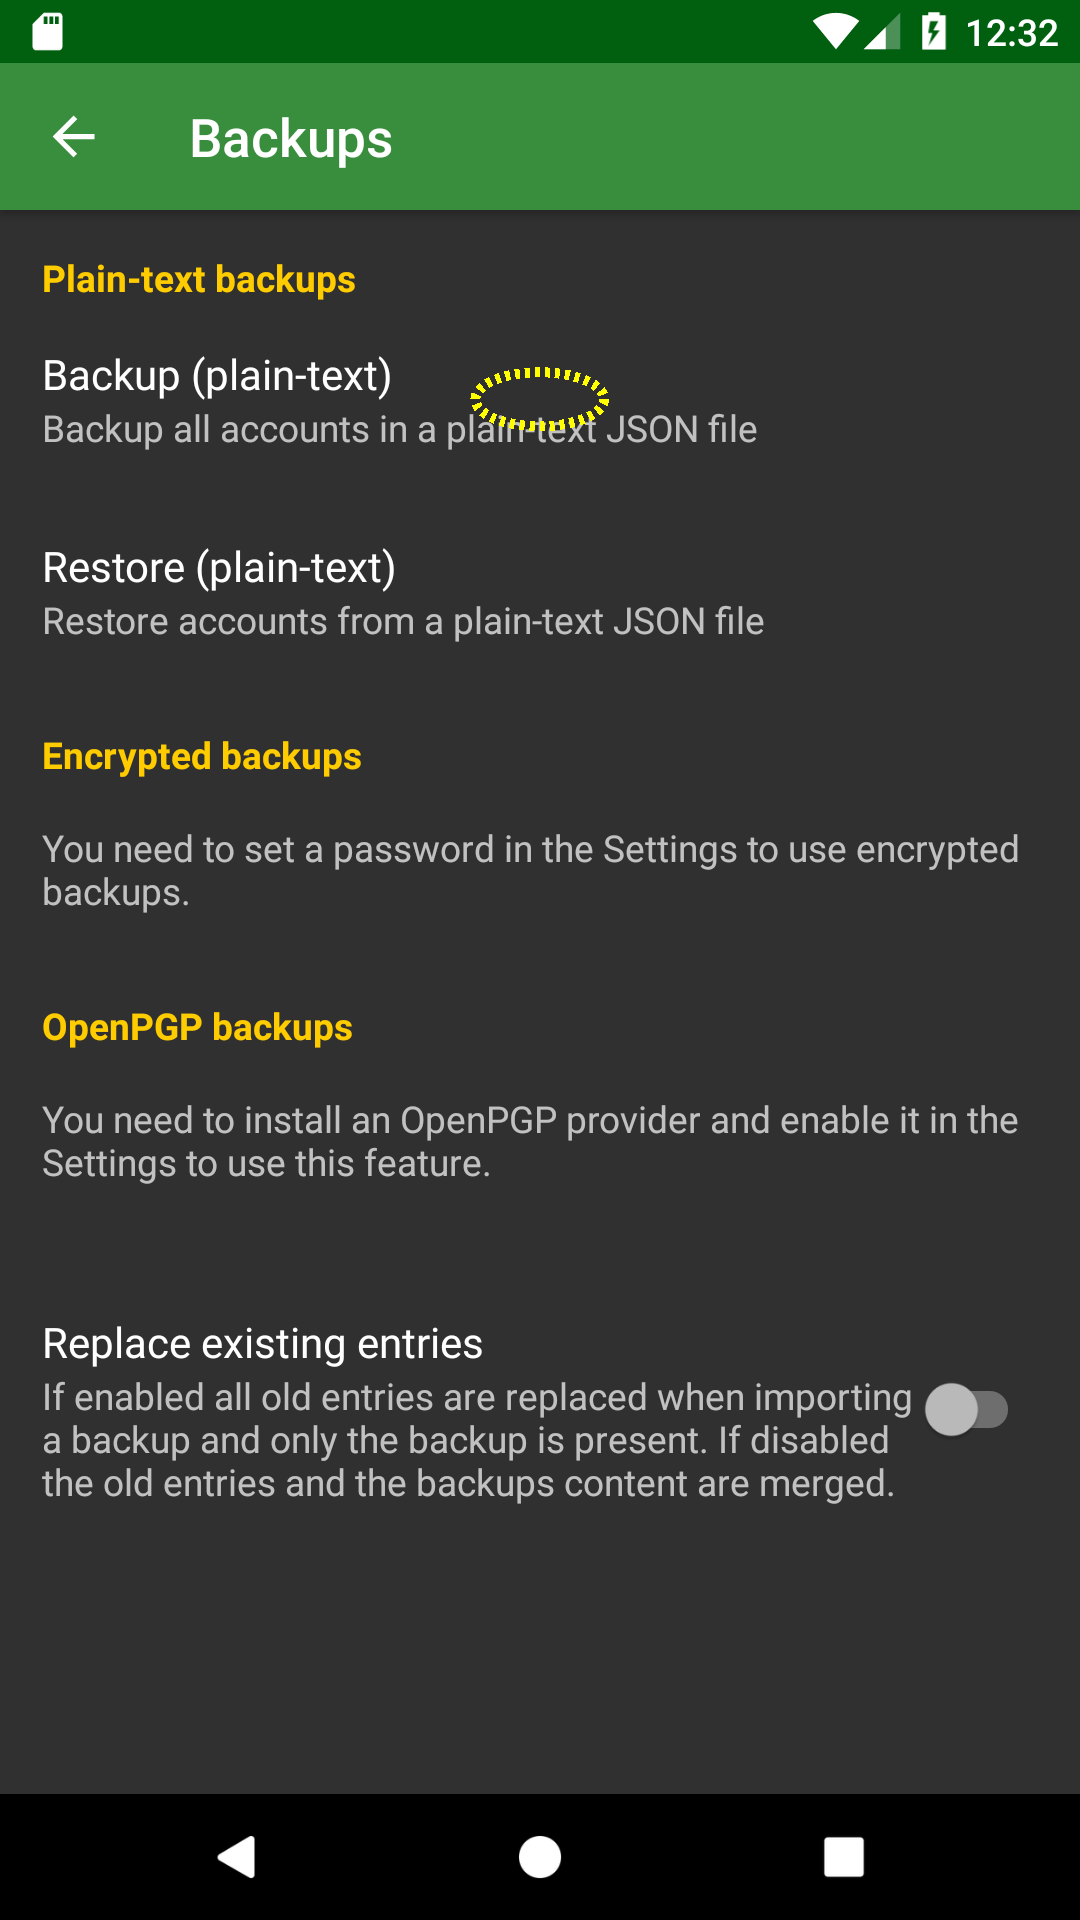 12:32
Backups
Plain-text backups
Backup (plain-text)
Backup all accounts in a plain-text JSON file
Restore (plain-text)
Restore accounts from a plain-text JSON file
Encrypted backups
You need to set a password in the Settings to use encrypted
backups.
OpenPGP backups
You need to install an OpenPGP provider and enable it in the
Settings to use this feature.
Replace existing entries
If enabled all old entries are replaced when importing
a backup and only the backup is present. If disabled
the old entries and the backups content are merged.